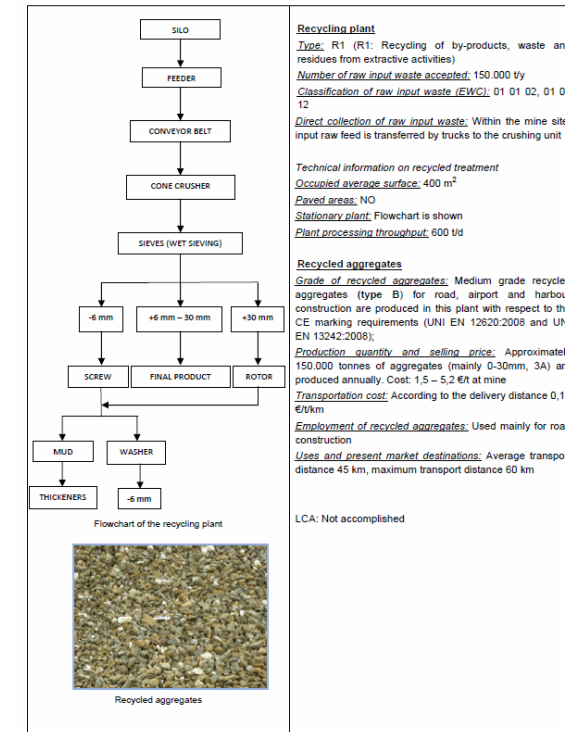 SILO
FEEDER
CONVEYOR BELT
CONE CRUSHER
SIEVES (WET SIEVING)
-6 mm
+6 mm – 30 mm
+30 mm
SCREW
FINAL PRODUCT
ROTOR
MUD
WASHER
THICKENERS
-6 mm
Flowchart of the recycling plant
Recycled aggregates
Recycling plant
Type: R1 (R1: Recycling of by-products, waste an
residues from extractive activities)
Number of raw input waste accepted: 150.000 t/y
Classification of raw input waste (EWC): 01 01 02, 01 0
12
Direct collection of raw input waste: Within the mine site
input raw feed is transferred by trucks to the crushing unit
Technical information on recycled treatment
Occupied average surface: 400 m²
Paved areas: NO
Stationary plant: Flowchart is shown
Plant processing throughput: 600 t/d
Recycled aggregates
Grade of recycled aggregates: Medium grade recycle
aggregates (type B) for road, airport and harbou
construction are produced in this plant with respect to th
CE marking requirements (UNI EN 12620:2008 and UN
EN 13242:2008);
Production quantity and selling price: Approximatel
150.000 tonnes of aggregates (mainly 0-30mm, 3A) ar
produced annually. Cost: 1,5 – 5,2 €/t at mine
Transportation cost: According to the delivery distance 0,1
€/t/km
Employment of recycled aggregates: Used mainly for roa
construction
Uses and present market destinations: Average transpo
distance 45 km, maximum transport distance 60 km
LCA: Not accomplished